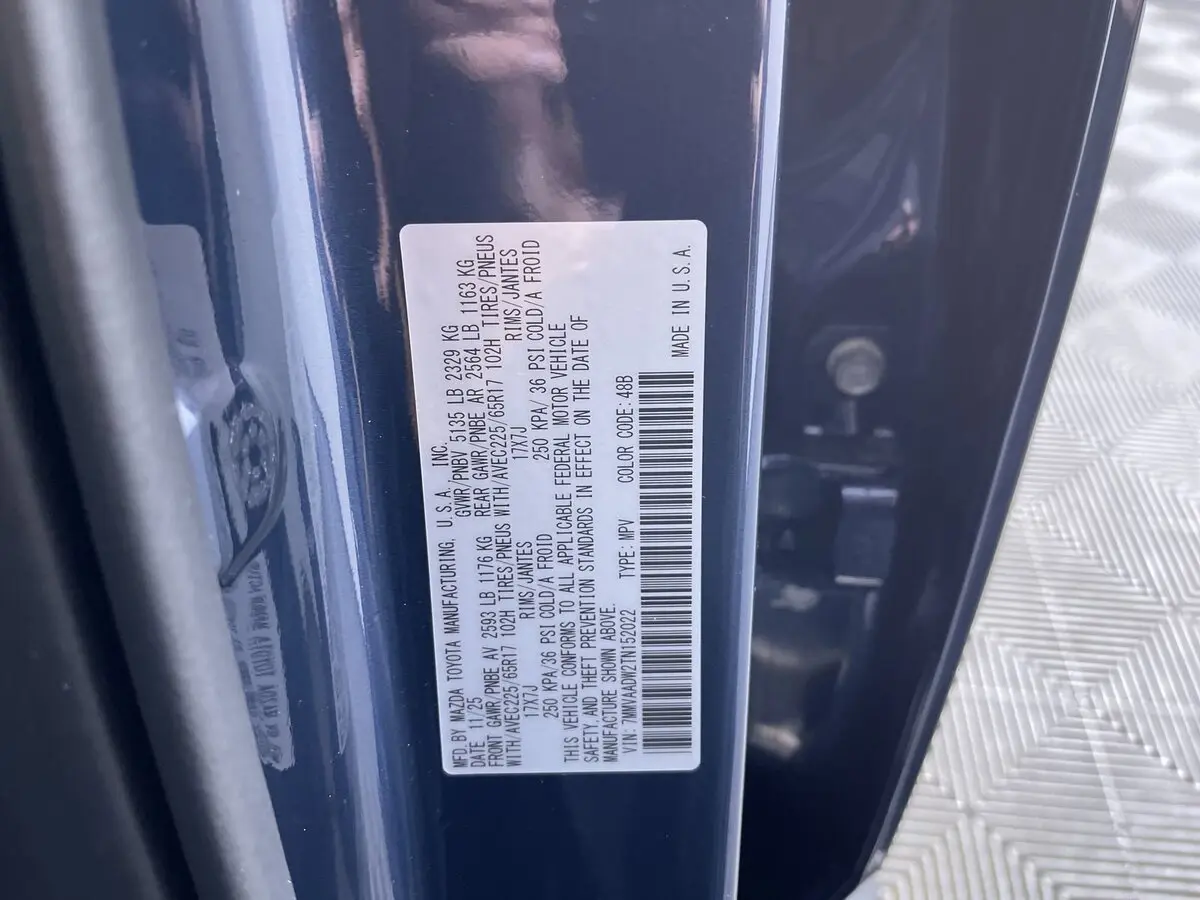 MFD. BY MAZDA TOYOTA MANUFACTURING, U.S.A. INC.
DATE 11/25 GVWR/PNBV 5135 LB 2329 KG
FRONT GAWR/PNBE AV 2593 LB 1176 KG REAR GAWR/PNBE AR 2564 LB 1163 KG
WITH/AVEC225/65R17 102H TIRES/PNEUS WITH/AVEC225/65R17 102H TIRES/PNEUS
17X7J RIMS/JANTES 17X7J RIMS/JANTES
250 KPA/36 PSI COLD/A FROID 250 KPA/ 36 PSI COLD/A FROID
THIS VEHICLE CONFORMS TO ALL APPLICABLE FEDERAL MOTOR VEHICLE
SAFETY AND THEFT PREVENTION STANDARDS IN EFFECT ON THE DATE OF
MANUFACTURE SHOWN ABOVE.
VIN: 7MMVAADW2TN152022 TYPE: MPV COLOR CODE: 48B
MADE IN U.S.A.